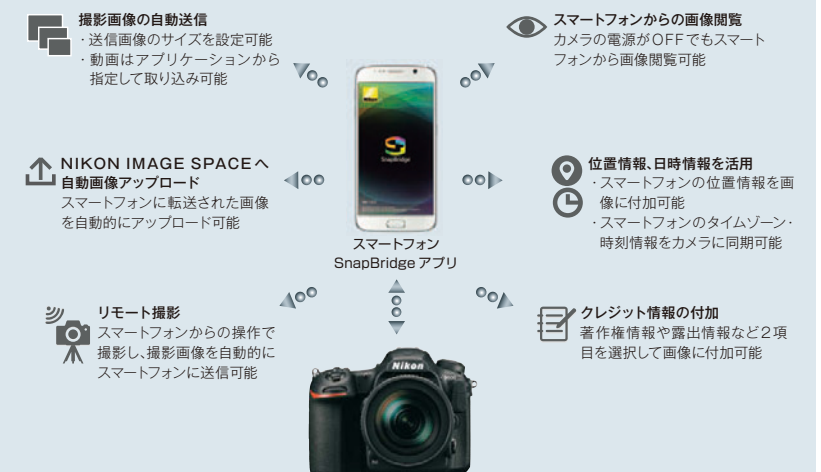 撮影画像の自動送信
・送信画像のサイズを設定可能
・動画はアプリケーションから
指定して取り込み可能
スマートフォンからの画像閲覧
カメラの電源がOFFでもスマート
フォンから画像閲覧可能
NIKON IMAGE SPACEへ
自動画像アップロード
スマートフォンに転送された画像
を自動的にアップロード可能
Nikon
SnapBridge
スマートフォン
SnapBridge アプリ
位置情報、日時情報を活用
・スマートフォンの位置情報を画
像に付加可能
・スマートフォンのタイムゾーン・
時刻情報をカメラに同期可能
リモート撮影
スマートフォンからの操作で
撮影し、撮影画像を自動的に
スマートフォンに送信可能
クレジット情報の付加
著作権情報や露出情報など2項
目を選択して画像に付加可能
Nikon